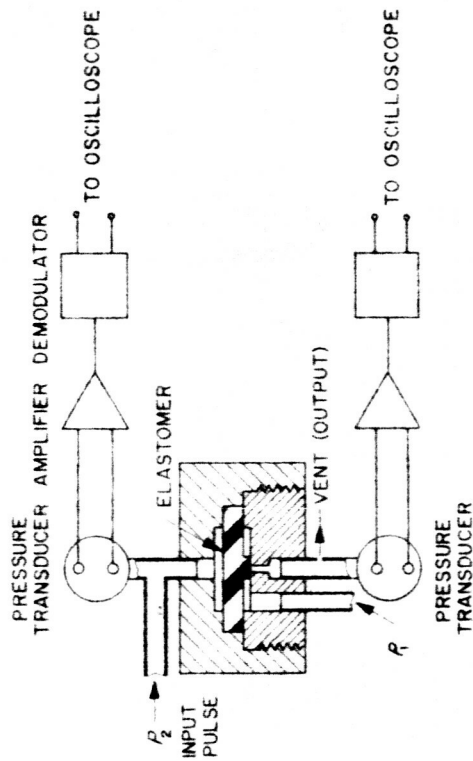 PRESSURE
TRANSDUCER AMPLIFIER DEMODULATOR
TO OSCILLOSCOPE
P₂
INPUT
PULSE
ELASTOMER
VENT (OUTPUT)
P₁
PRESSURE
TRANSDUCER
TO OSCILLOSCOPE